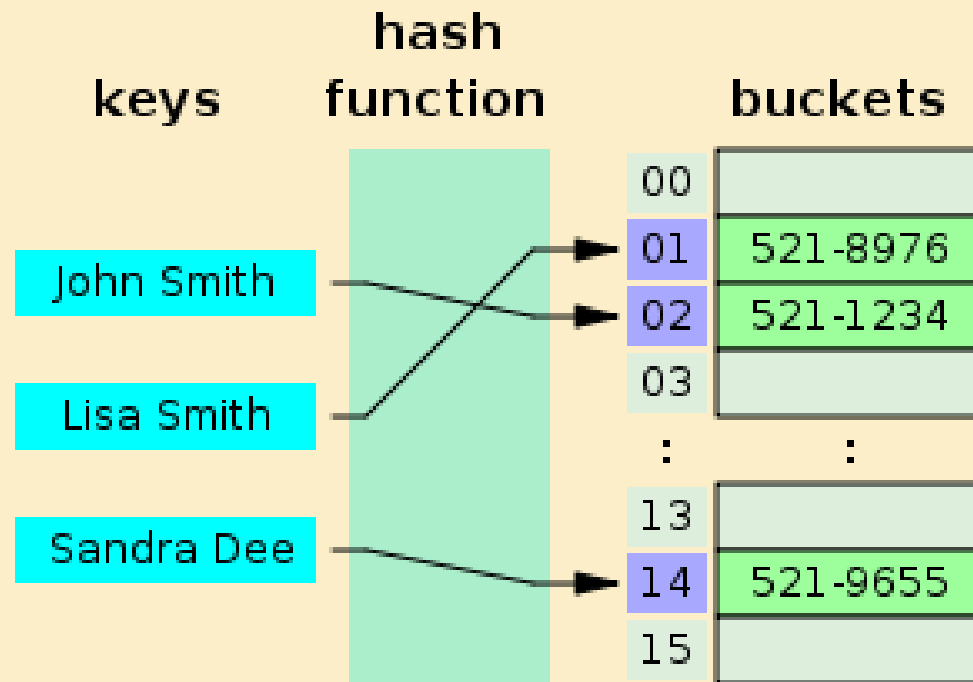 hash
keys function buckets
00
01 521-8976
John Smith
02 521-1234
03
Lisa Smith
: :
13
Sandra Dee
14 521-9655
15